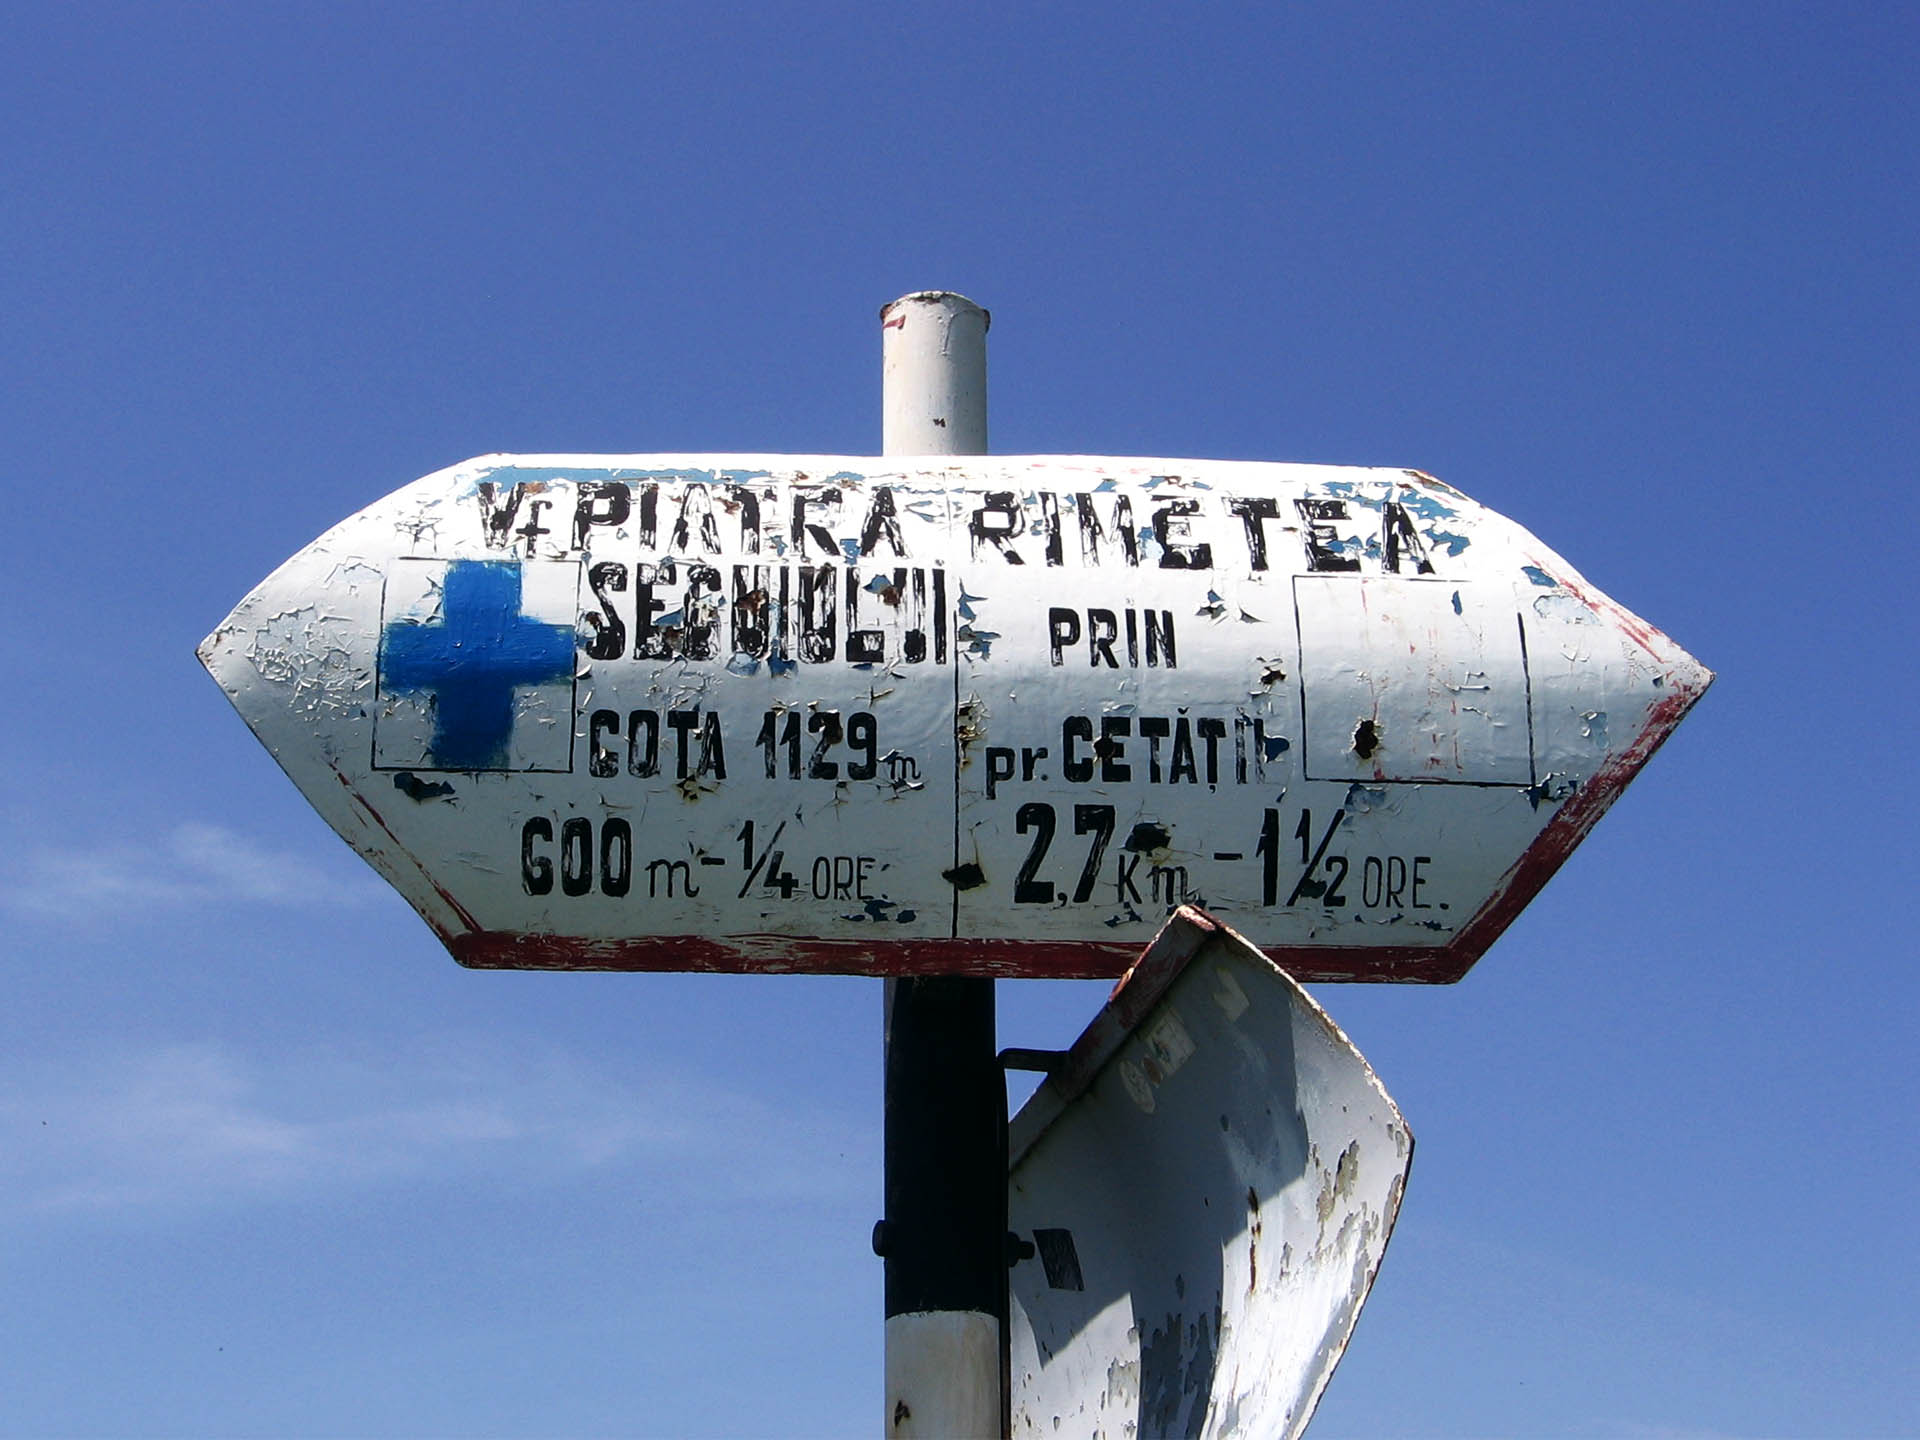 Vf. PIATRA
SECUIULUI
COTA 1129 m
600 m - 1/4 ORE.
RIMETEA
PRIN
pr. CETĂȚII
2,7 Km - 1 1/2 ORE.